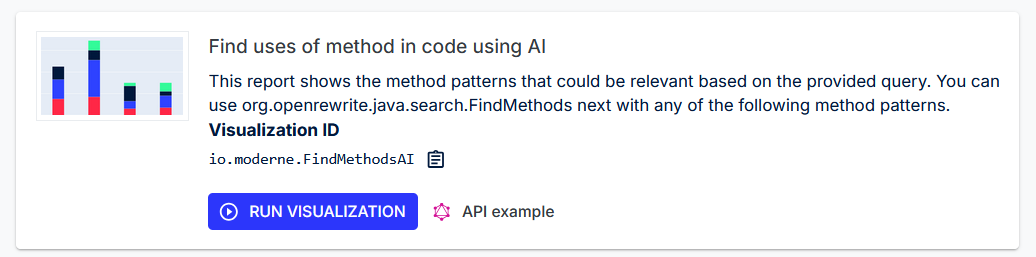 Find uses of method in code using AI
This report shows the method patterns that could be relevant based on the provided query. You can
use org.openrewrite.java.search.FindMethods next with any of the following method patterns.
Visualization ID
io.moderne.FindMethodsAI
RUN VISUALIZATION API example